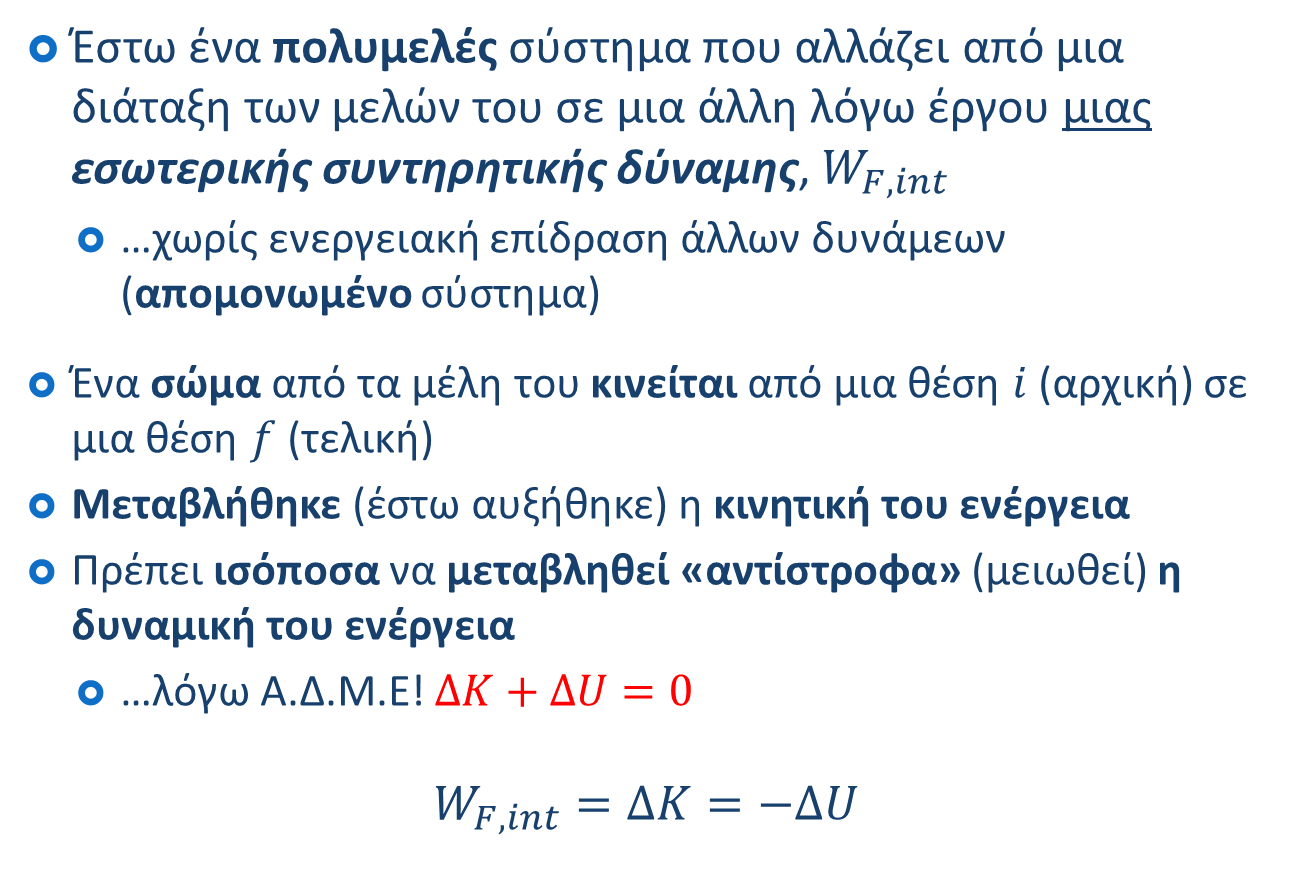 Έστω ένα πολυμελές σύστημα που αλλάζει από μια
διάταξη των μελών του σε μια άλλη λόγω έργου μιας
εσωτερικής συντηρητικής δύναμης, W_{F,int}
…χωρίς ενεργειακή επίδραση άλλων δυνάμεων
(απομονωμένο σύστημα)
Ένα σώμα από τα μέλη του κινείται από μια θέση i (αρχική) σε
μια θέση f (τελική)
Μεταβλήθηκε (έστω αυξήθηκε) η κινητική του ενέργεια
Πρέπει ισόποσα να μεταβληθεί «αντίστροφα» (μειωθεί) η
δυναμική του ενέργεια
…λόγω Α.Δ.Μ.Ε! ΔK + ΔU = 0
W_{F,int} = ΔK = −ΔU